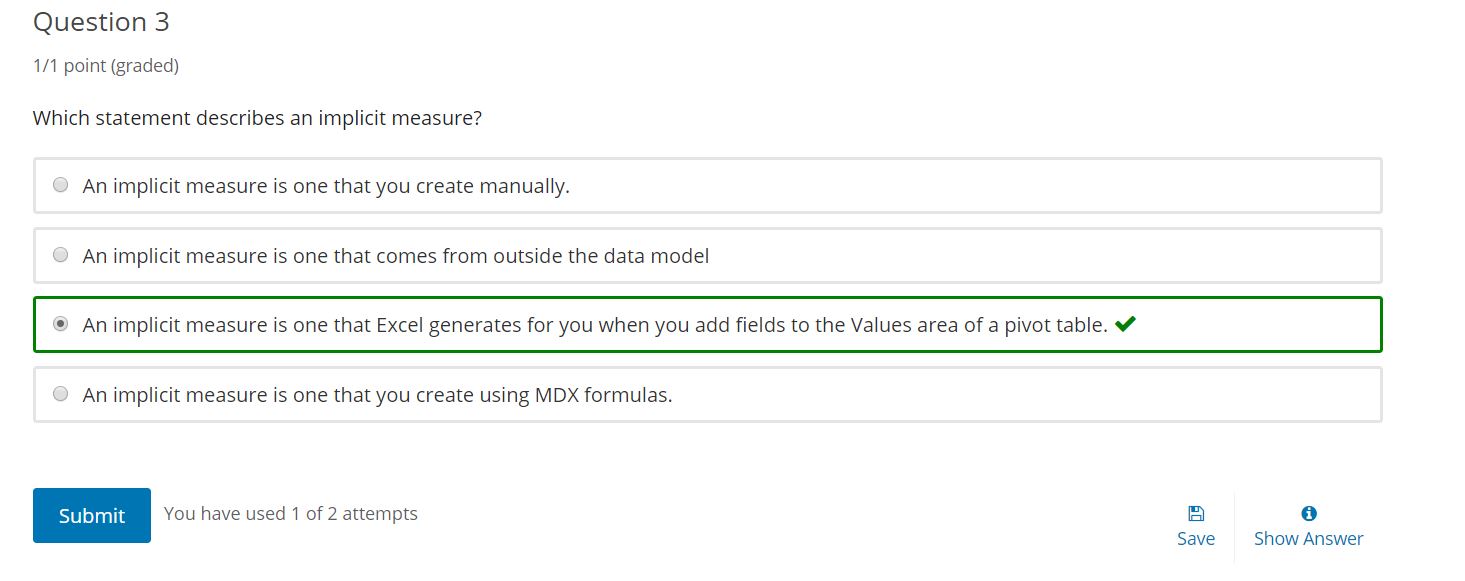 Question 3
1/1 point (graded)
Which statement describes an implicit measure?
An implicit measure is one that you create manually.
An implicit measure is one that comes from outside the data model
An implicit measure is one that Excel generates for you when you add fields to the Values area of a pivot table.
An implicit measure is one that you create using MDX formulas.
Submit You have used 1 of 2 attempts
Save Show Answer